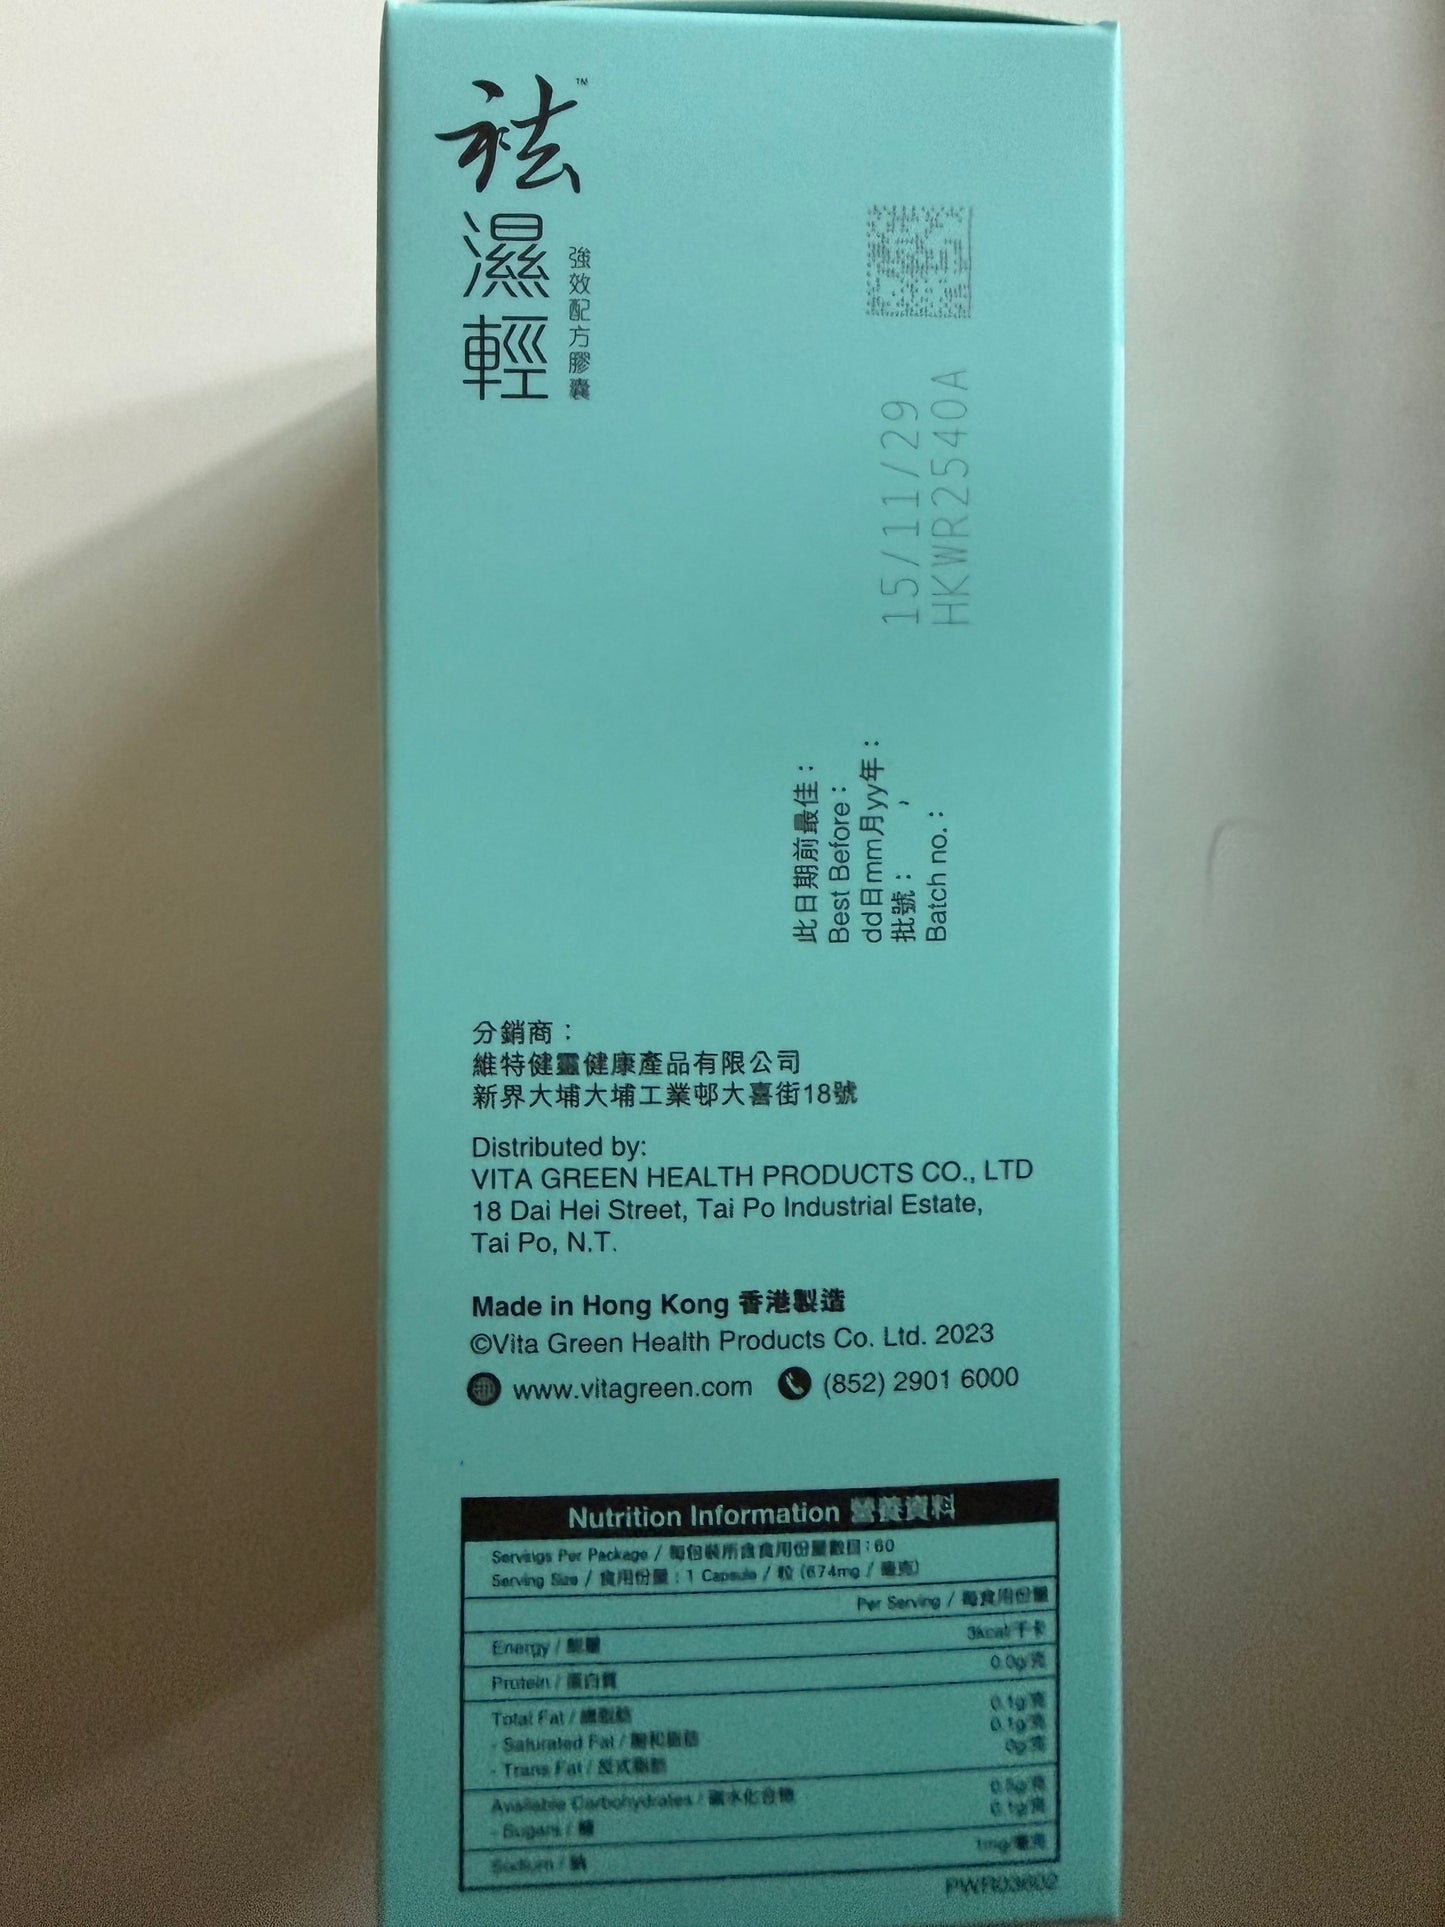 祛™
濕輕
強效配方膠囊
15/11/29
HKWR2540A
此日期前最佳：
Best Before：
dd日mm月yy年：
批號：
Batch no.：
分銷商：
維特健靈健康產品有限公司
新界大埔大埔工業邨大喜街18號
Distributed by:
VITA GREEN HEALTH PRODUCTS CO., LTD
18 Dai Hei Street, Tai Po Industrial Estate,
Tai Po, N.T.
Made in Hong Kong 香港製造
©Vita Green Health Products Co. Ltd. 2023
www.vitagreen.com (852) 2901 6000
Nutrition Information 營養資料
Servings Per Package / 每包裝所含食用份量數目：60
Serving Size / 食用份量：1 Capsule / 粒 (674mg / 毫克)
Per Serving / 每食用份量
Energy / 能量 3kcal/千卡
Protein / 蛋白質 0.0g/克
Total Fat / 總脂肪 0.1g/克
- Saturated Fat / 飽和脂肪 0.1g/克
- Trans Fat / 反式脂肪 0g/克
Available Carbohydrates / 碳水化合物 0.5g/克
- Sugars / 糖 0.1g/克
Sodium / 鈉 1mg/毫克
PWR03602